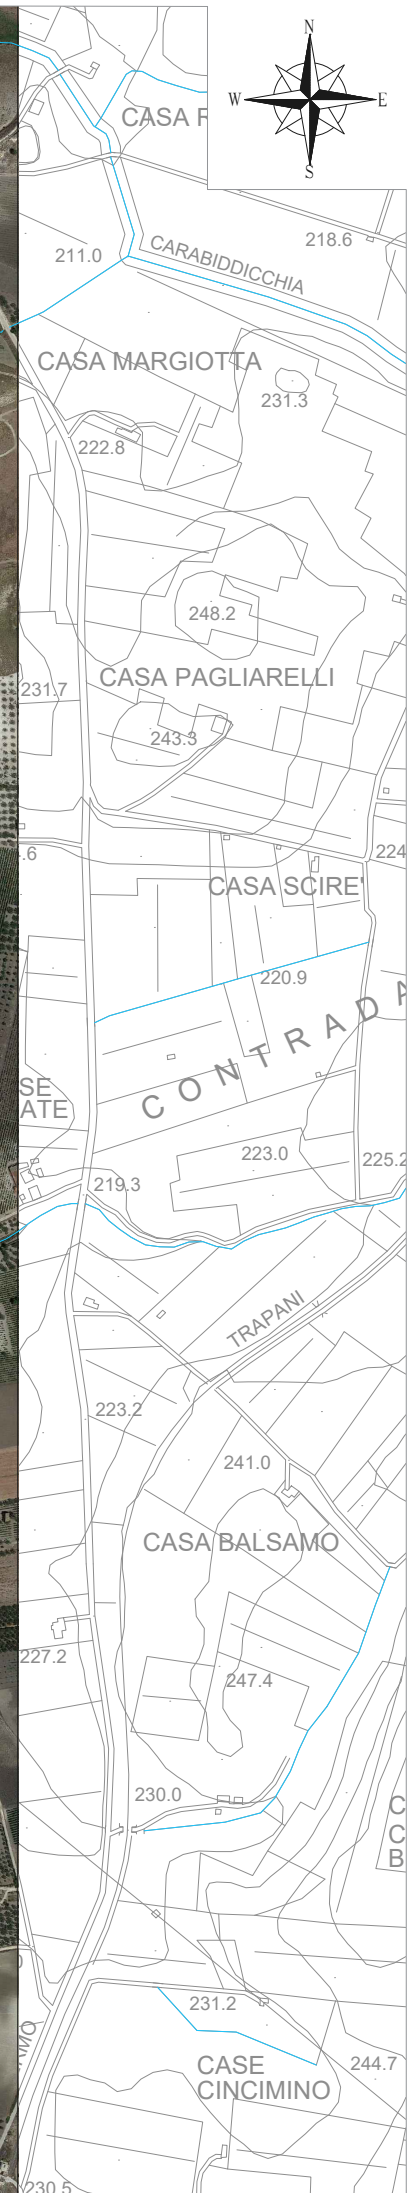 N
W E
S
CASA R
218.6
CARABIDDICCHIA
211.0
CASA MARGIOTTA
231.3
222.8
248.2
CASA PAGLIARELLI
231.7
243.3
.6
224
CASA SCIRE'
220.9
CONTRADA
SE
ATE
223.0
225.2
219.3
TRAPANI
223.2
241.0
CASA BALSAMO
227.2
247.4
230.0
C
C
B
231.2
244.7
CASE
CINCIMINO
RMO
230.5